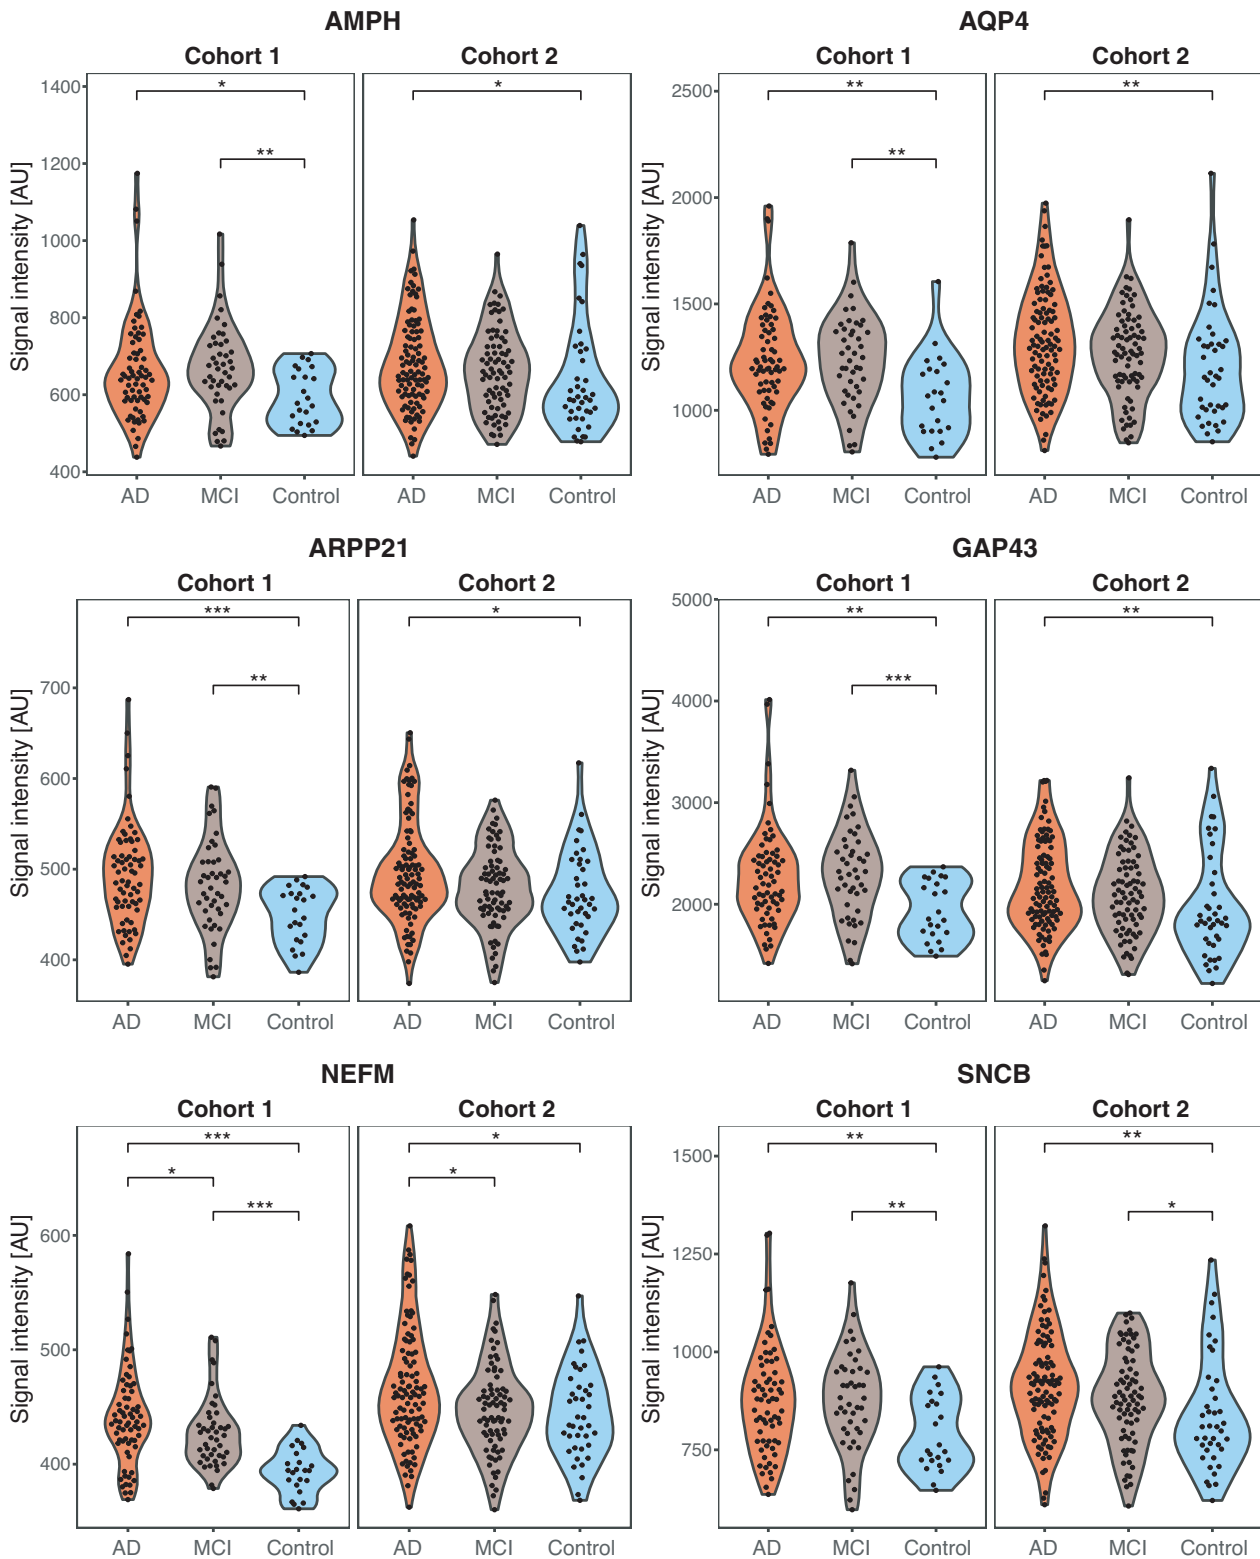 AMPH
Cohort 1
Cohort 2
Signal intensity [AU]
1400
1200
1000
800
600
400
*
**
*
AD
MCI
Control
AD
MCI
Control
AQP4
Cohort 1
Cohort 2
Signal intensity [AU]
2500
2000
1500
1000
**
**
**
AD
MCI
Control
AD
MCI
Control
ARPP21
Cohort 1
Cohort 2
Signal intensity [AU]
700
600
500
400
***
**
*
AD
MCI
Control
AD
MCI
Control
GAP43
Cohort 1
Cohort 2
Signal intensity [AU]
5000
4000
3000
2000
**
***
**
AD
MCI
Control
AD
MCI
Control
NEFM
Cohort 1
Cohort 2
Signal intensity [AU]
600
500
400
***
*
***
*
*
AD
MCI
Control
AD
MCI
Control
SNCB
Cohort 1
Cohort 2
Signal intensity [AU]
1500
1250
1000
750
**
**
**
*
AD
MCI
Control
AD
MCI
Control